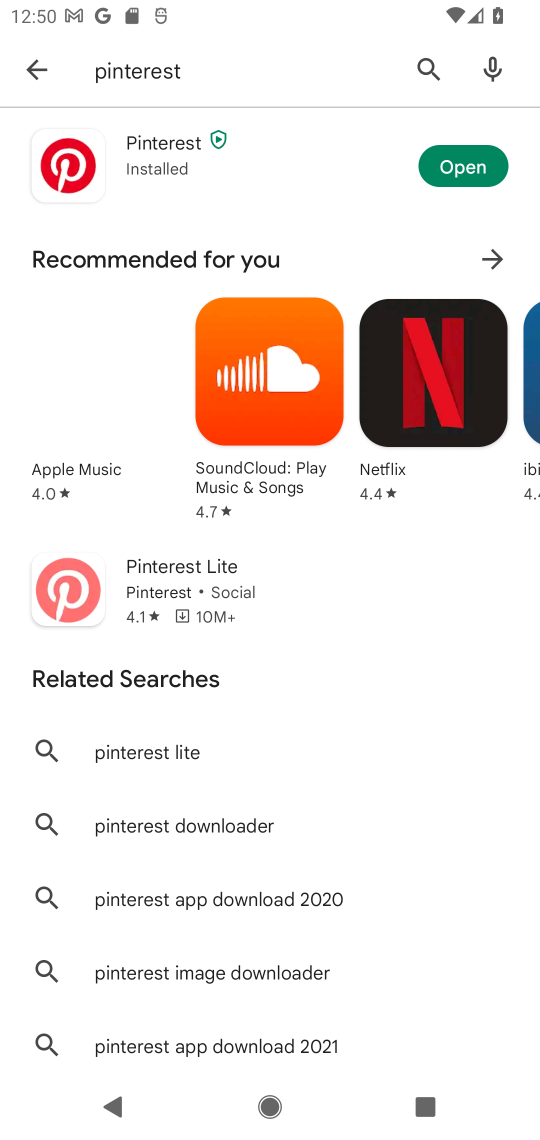 12:50
pinterest
Pinterest
Installed
Open
Recommended for you
Apple Music
4.0★
SoundCloud: Play
Music & Songs
4.7★
Netflix
4.4★
ibi
4.4
Pinterest Lite
Pinterest • Social
4.1★ 10M+
Related Searches
pinterest lite
pinterest downloader
pinterest app download 2020
pinterest image downloader
pinterest app download 2021